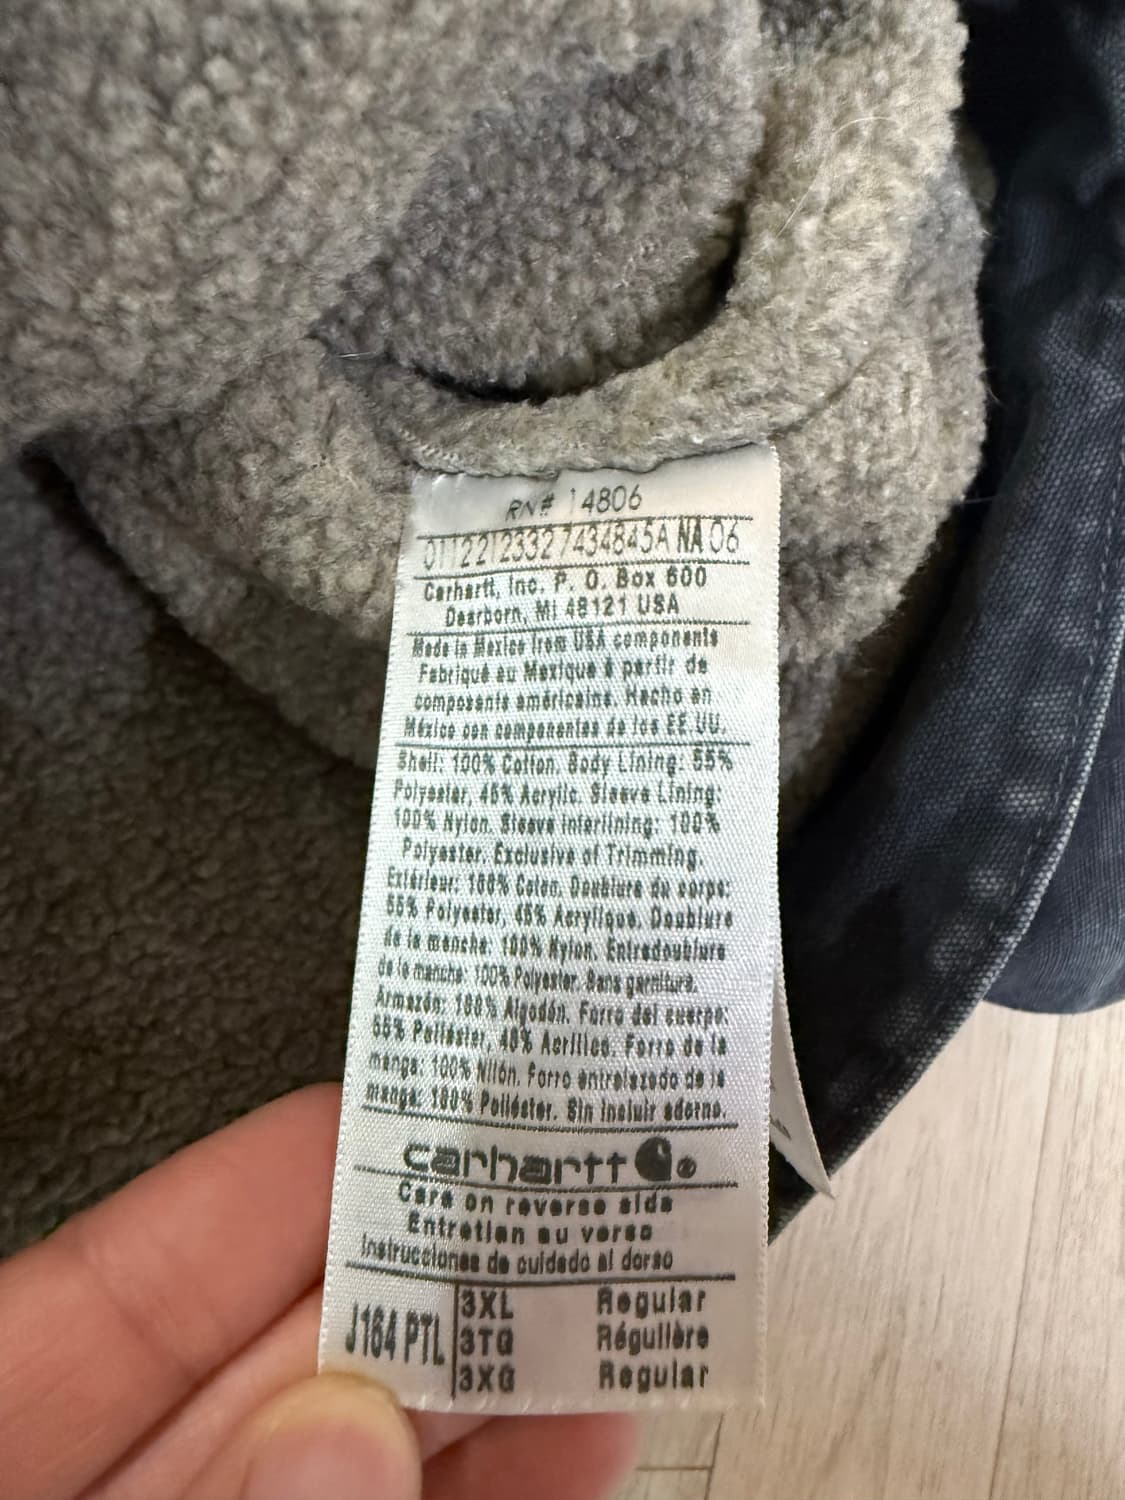 RN# 14806
01122123327434845A NA 06
Carhartt, Inc. P. O. Box 600
Dearborn, MI 48121 USA
Made in Mexico from USA components
Fabriqué au Mexique à partir de
composants américains. Hecho en
México con componentes de los EE.UU.
Shell: 100% Cotton. Body Lining: 55%
Polyester, 45% Acrylic. Sleeve Lining:
100% Nylon. Sleeve Interlining: 100%
Polyester. Exclusive of Trimming.
Extérieur: 100% Coton. Doublure du corps:
55% Polyester, 45% Acrylique. Doublure
de la manche: 100% Nylon. Entredoublure
de la manche: 100% Polyester. Sans garniture.
Armazón: 100% Algodón. Forro del cuerpo:
55% Poliéster, 45% Acrílico. Forro de la
manga: 100% Nilón. Forro entrelazado de la
manga: 100% Poliéster. Sin incluir adorno.
carhartt ®
Care on reverse side
Entretien au verso
Instrucciones de cuidado al dorso
J164 PTL
3XL Regular
3TG Régulière
3XG Regular